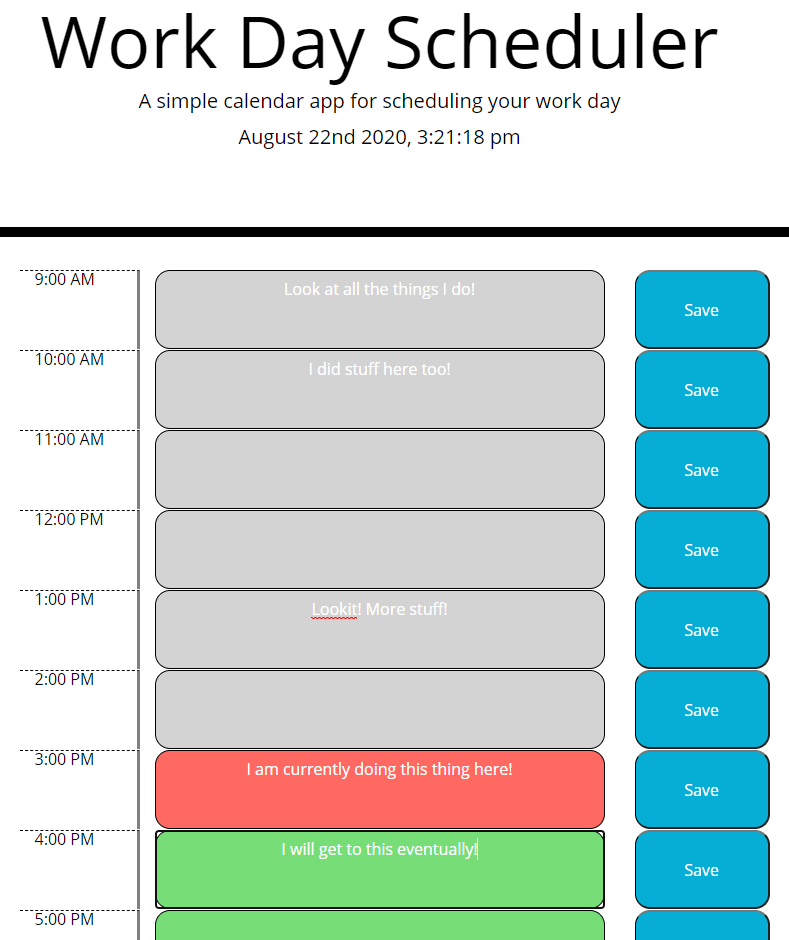 Work Day Scheduler
A simple calendar app for scheduling your work day
August 22nd 2020, 3:21:18 pm
9:00 AM Look at all the things I do! Save
10:00 AM I did stuff here too! Save
11:00 AM Save
12:00 PM Save
1:00 PM Lookit! More stuff! Save
2:00 PM Save
3:00 PM I am currently doing this thing here! Save
4:00 PM I will get to this eventually! Save
5:00 PM